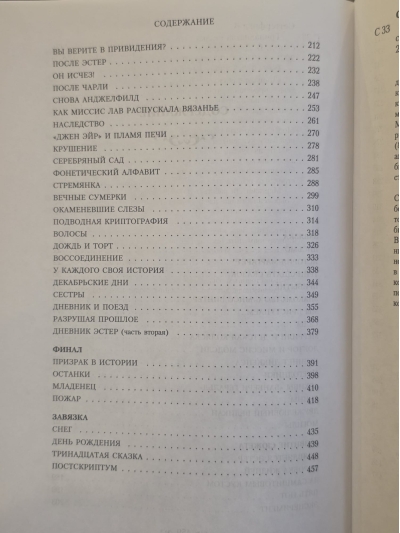 СОДЕРЖАНИЕ
ВЫ ВЕРИТЕ В ПРИВИДЕНИЯ? . . . . . . . . . . 212
ПОСЛЕ ЭСТЕР . . . . . . . . . . 222
ОН ИСЧЕЗ! . . . . . . . . . . 232
ПОСЛЕ ЧАРЛИ . . . . . . . . . . 238
СНОВА АНДЖЕЛФИЛД . . . . . . . . . . 247
КАК МИССИС ЛАВ РАСПУСКАЛА ВЯЗАНЬЕ . . . . . . . . . . 253
НАСЛЕДСТВО . . . . . . . . . . 261
«ДЖЕН ЭЙР» И ПЛАМЯ ПЕЧИ . . . . . . . . . . 270
КРУШЕНИЕ . . . . . . . . . . 278
СЕРЕБРЯНЫЙ САД . . . . . . . . . . 281
ФОНЕТИЧЕСКИЙ АЛФАВИТ . . . . . . . . . . 285
СТРЕМЯНКА . . . . . . . . . . 288
ВЕЧНЫЕ СУМЕРКИ . . . . . . . . . . 299
ОКАМЕНЕВШИЕ СЛЕЗЫ . . . . . . . . . . 310
ПОДВОДНАЯ КРИПТОГРАФИЯ . . . . . . . . . . 314
ВОЛОСЫ . . . . . . . . . . 318
ДОЖДЬ И ТОРТ . . . . . . . . . . 326
ВОССОЕДИНЕНИЕ . . . . . . . . . . 333
У КАЖДОГО СВОЯ ИСТОРИЯ . . . . . . . . . . 338
ДЕКАБРЬСКИЕ ДНИ . . . . . . . . . . 344
СЕСТРЫ . . . . . . . . . . 349
ДНЕВНИК И ПОЕЗД . . . . . . . . . . 355
РАЗРУШАЯ ПРОШЛОЕ . . . . . . . . . . 368
ДНЕВНИК ЭСТЕР (часть вторая) . . . . . . . . . . 379
ФИНАЛ
ПРИЗРАК В ИСТОРИИ . . . . . . . . . . 391
ОСТАНКИ . . . . . . . . . . 398
МЛАДЕНЕЦ . . . . . . . . . . 410
ПОЖАР . . . . . . . . . . 418
ЗАВЯЗКА
СНЕГ . . . . . . . . . . 435
ДЕНЬ РОЖДЕНИЯ . . . . . . . . . . 439
ТРИНАДЦАТАЯ СКАЗКА . . . . . . . . . . 448
ПОСТСКРИПТУМ . . . . . . . . . . 457
С 33